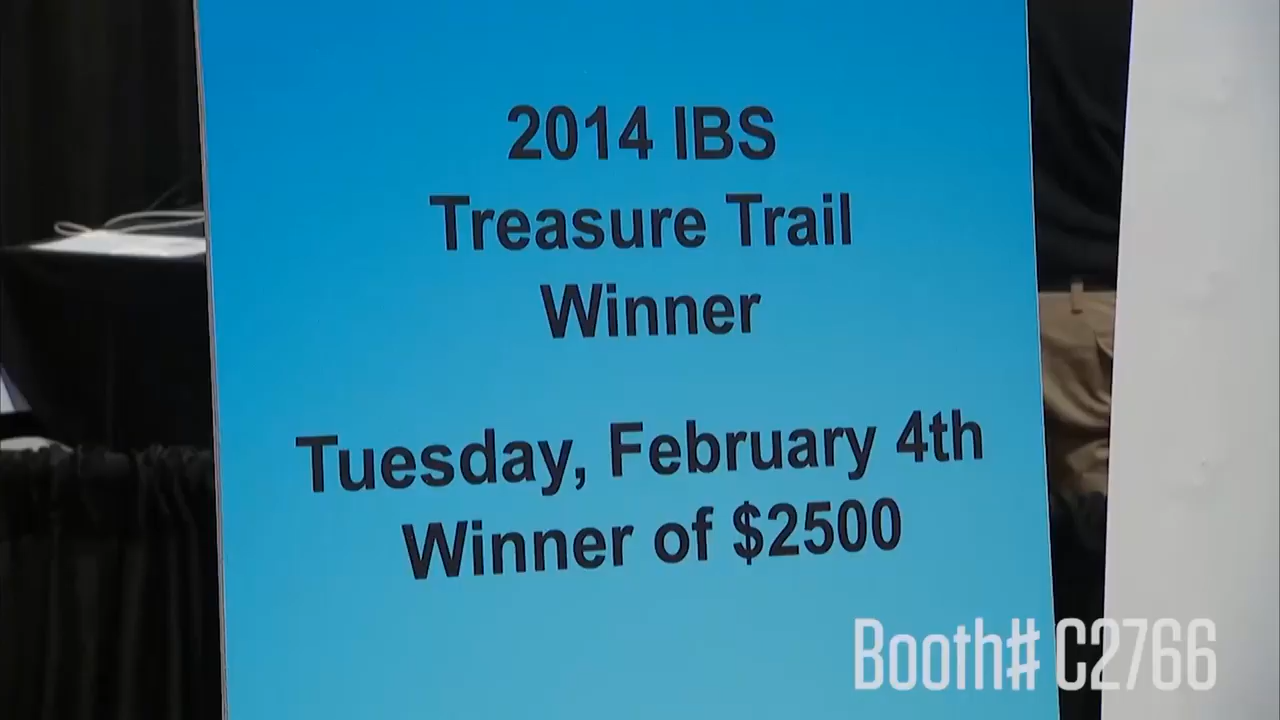 2014 IBS
Treasure Trail
Winner
Tuesday, February 4th
Winner of $2500
Booth# C2766